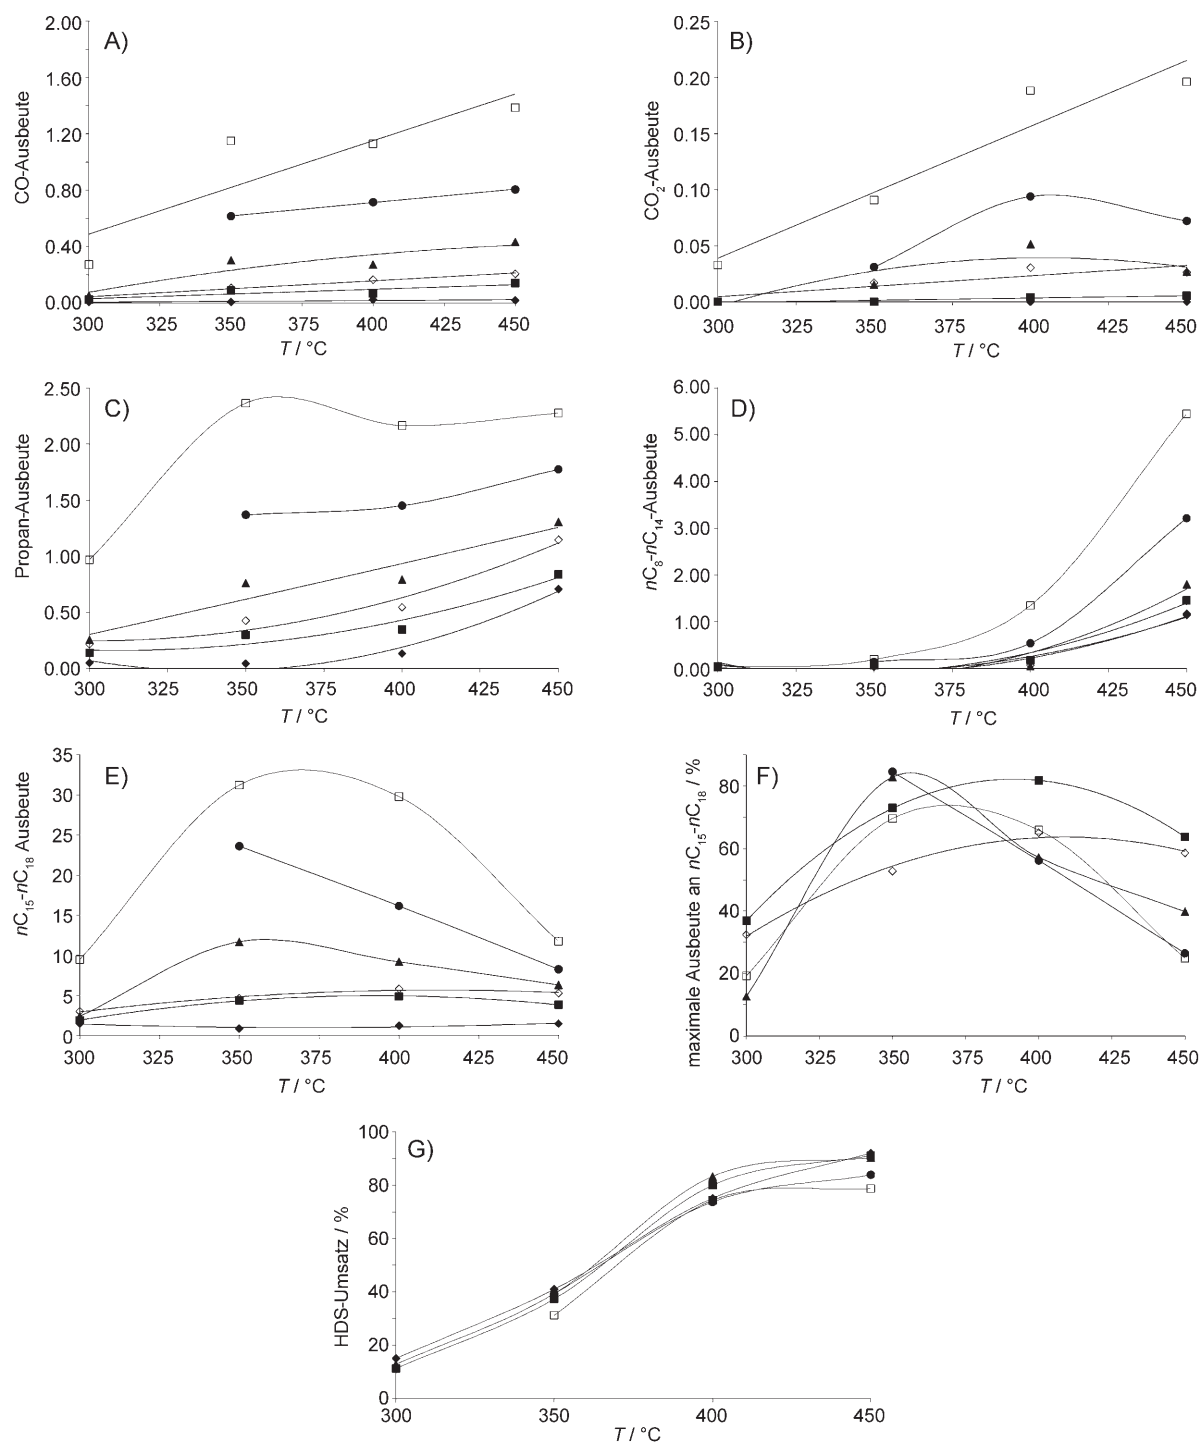 A)
CO-Ausbeute
2.00
1.60
1.20
0.80
0.40
0.00
300 325 350 375 400 425 450
T / °C
B)
CO2-Ausbeute
0.25
0.20
0.15
0.10
0.05
0.00
300 325 350 375 400 425 450
T / °C
C)
Propan-Ausbeute
2.50
2.00
1.50
1.00
0.50
0.00
300 325 350 375 400 425 450
T / °C
D)
nC8-nC14-Ausbeute
6.00
5.00
4.00
3.00
2.00
1.00
0.00
300 325 350 375 400 425 450
T / °C
E)
nC15-nC18 Ausbeute
35
30
25
20
15
10
5
0
300 325 350 375 400 425 450
T / °C
F)
maximale Ausbeute an nC15-nC18 / %
80
60
40
20
0
300 325 350 375 400 425 450
T / °C
G)
HDS-Umsatz / %
100
80
60
40
20
0
300 350 400 450
T / °C